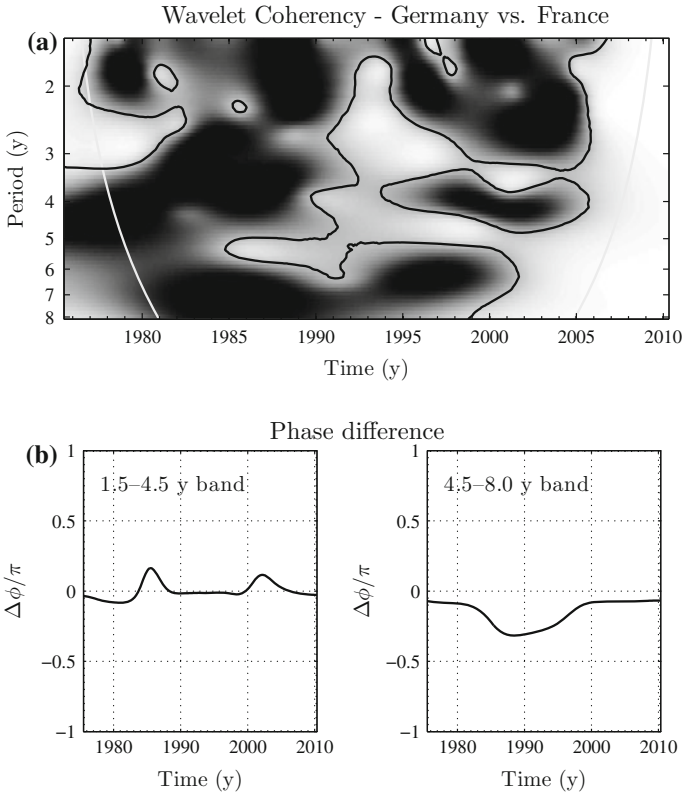 Wavelet Coherency - Germany vs. France
(a)
2
3
4
5
6
7
8
Period (y)
1980 1985 1990 1995 2000 2005 2010
Time (y)
Phase difference
(b)
1.5–4.5 y band
1
0.5
0
−0.5
−1
Δϕ/π
1980 1990 2000 2010
Time (y)
4.5–8.0 y band
1
0.5
0
−0.5
−1
Δϕ/π
1980 1990 2000 2010
Time (y)